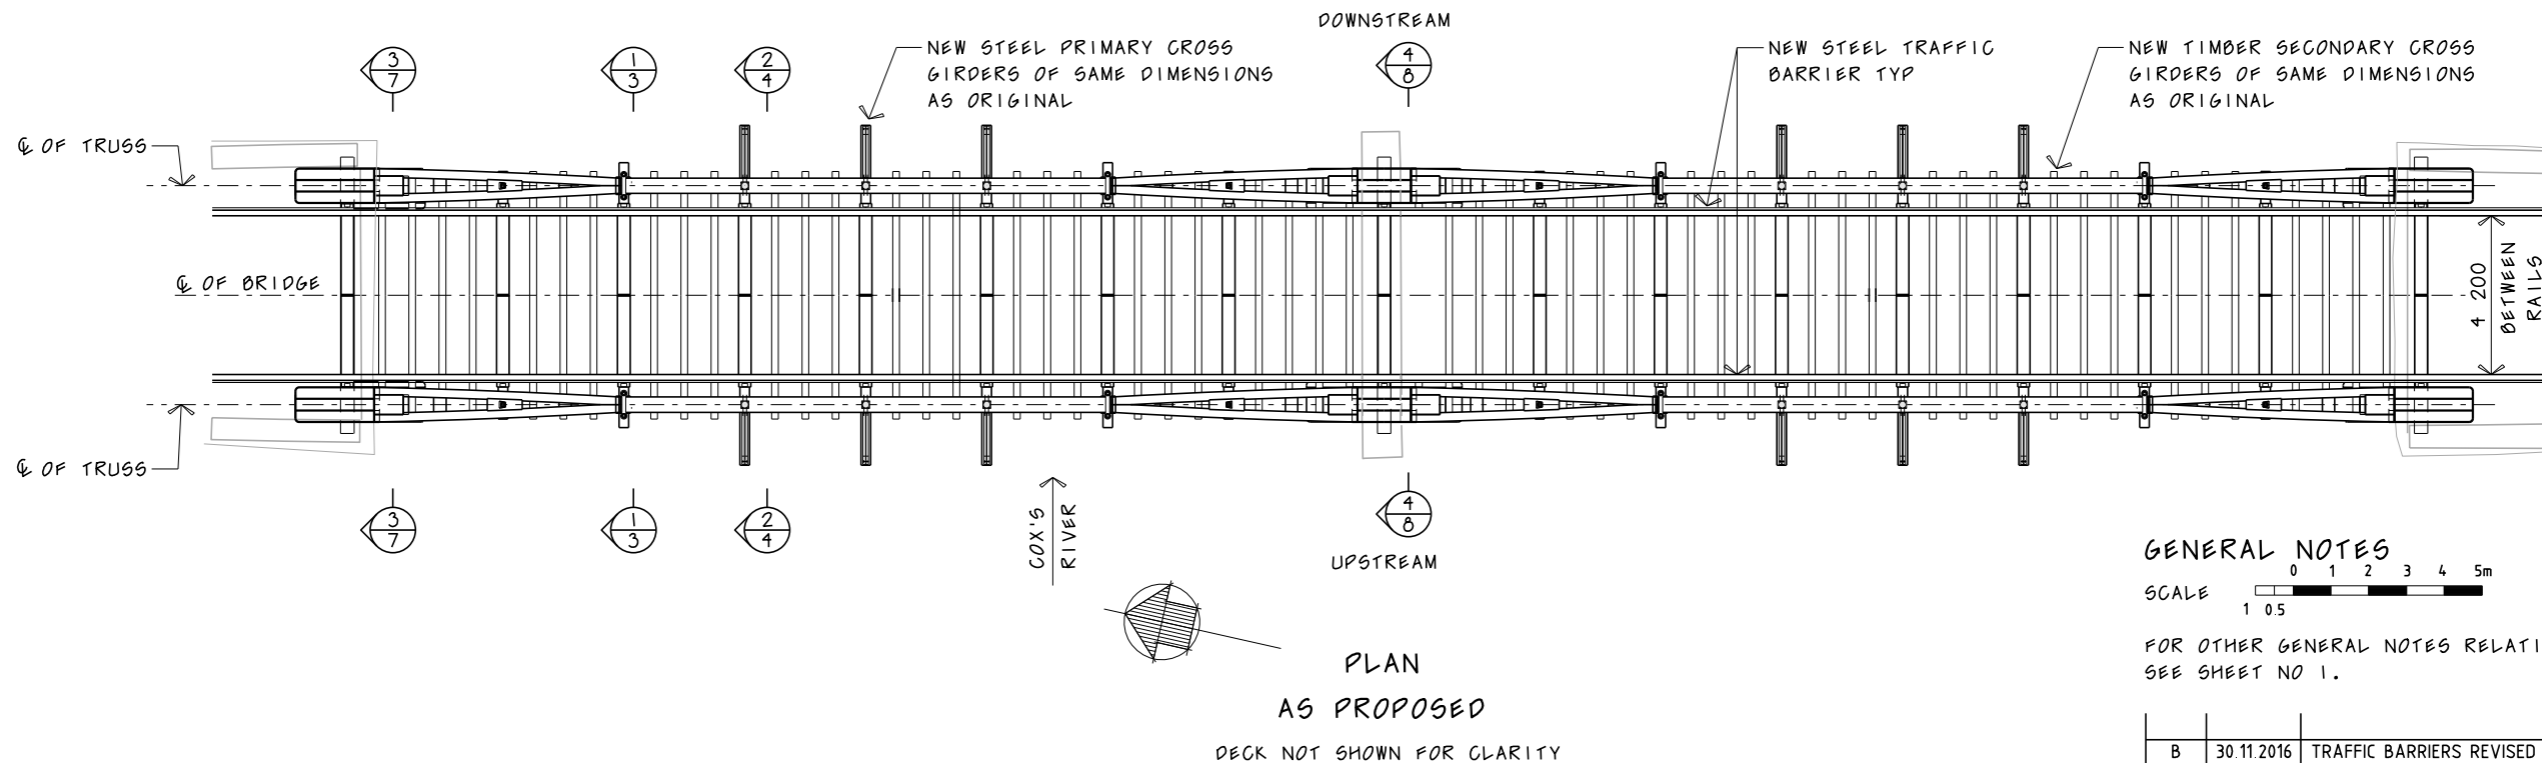 DOWNSTREAM
3
7
1
3
2
4
NEW STEEL PRIMARY CROSS
GIRDERS OF SAME DIMENSIONS
AS ORIGINAL
4
8
NEW STEEL TRAFFIC
BARRIER TYP
NEW TIMBER SECONDARY CROSS
GIRDERS OF SAME DIMENSIONS
AS ORIGINAL
℄ OF TRUSS
℄ OF BRIDGE
4 200
BETWEEN
RAILS
℄ OF TRUSS
3
7
1
3
2
4
COX'S
RIVER
4
8
UPSTREAM
PLAN
AS PROPOSED
DECK NOT SHOWN FOR CLARITY
GENERAL NOTES
SCALE
0 1 2 3 4 5m
1 0.5
FOR OTHER GENERAL NOTES RELATI
SEE SHEET NO 1.
B 30.11.2016 TRAFFIC BARRIERS REVISED